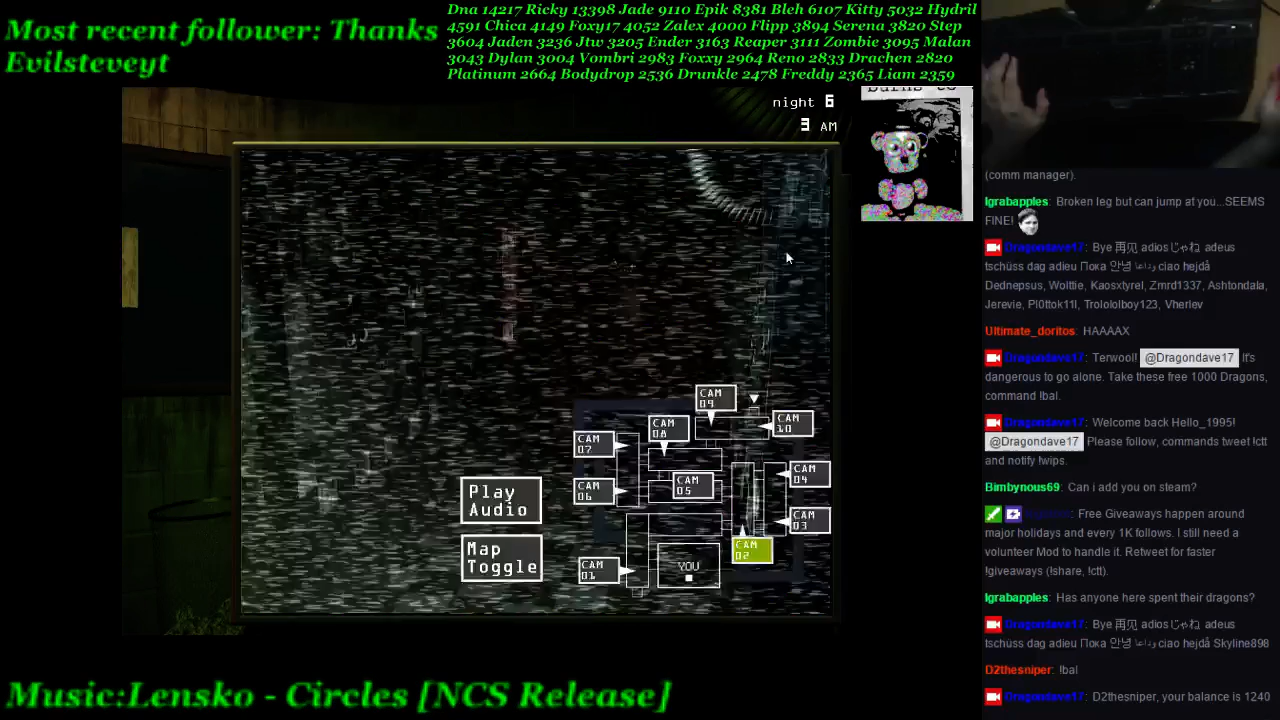 Most recent follower: Thanks
Evilsteveyt
Dna 14217 Ricky 13398 Jade 9110 Epik 8381 Bleh 6107 Kitty 5032 Hydril
4591 Chica 4149 Foxy17 4052 Zalex 4000 Flipp 3894 Serena 3820 Step
3604 Jaden 3236 Jtw 3205 Ender 3163 Reaper 3111 Zombie 3095 Malan
3043 Dylan 3004 Vombri 2983 Foxxy 2964 Reno 2833 Drachen 2820
Platinum 2664 Bodydrop 2536 Drunkle 2478 Freddy 2365 Liam 2359
night 6
3 AM
CAM
09
CAM
10
CAM
08
CAM
07
CAM
04
CAM
05
CAM
06
CAM
03
CAM
02
CAM
01
YOU
Play
Audio
Map
Toggle
(comm manager).
Igrabapples: Broken leg but can jump at you...SEEMS
FINE!
Dragondave17: Bye 再见 adios じゃね adeus
tschüss dag adieu Пока 안녕 وداعا ciao hejdå
Dednepsus, Wolttie, Kaosxtyrel, Zmrd1337, Ashtondala,
Jerevie, Pl0ttok11l, Trolololboy123, Vherlev
Ultimate_doritos: HAAAAX
Dragondave17: Terwool! @Dragondave17 It's
dangerous to go alone. Take these free 1000 Dragons,
command !bal.
Dragondave17: Welcome back Hello_1995!
@Dragondave17 Please follow, commands tweet !ctt
and notify !wips.
Bimbynous69: Can i add you on steam?
: Free Giveaways happen around
major holidays and every 1K follows. I still need a
volunteer Mod to handle it. Retweet for faster
!giveaways (!share, !ctt).
Igrabapples: Has anyone here spent their dragons?
Dragondave17: Bye 再见 adios じゃね adeus
tschüss dag adieu Пока 안녕 وداعا ciao hejdå Skyline898
D2thesniper: !bal
Dragondave17: D2thesniper, your balance is 1240
Music:Lensko - Circles [NCS Release]